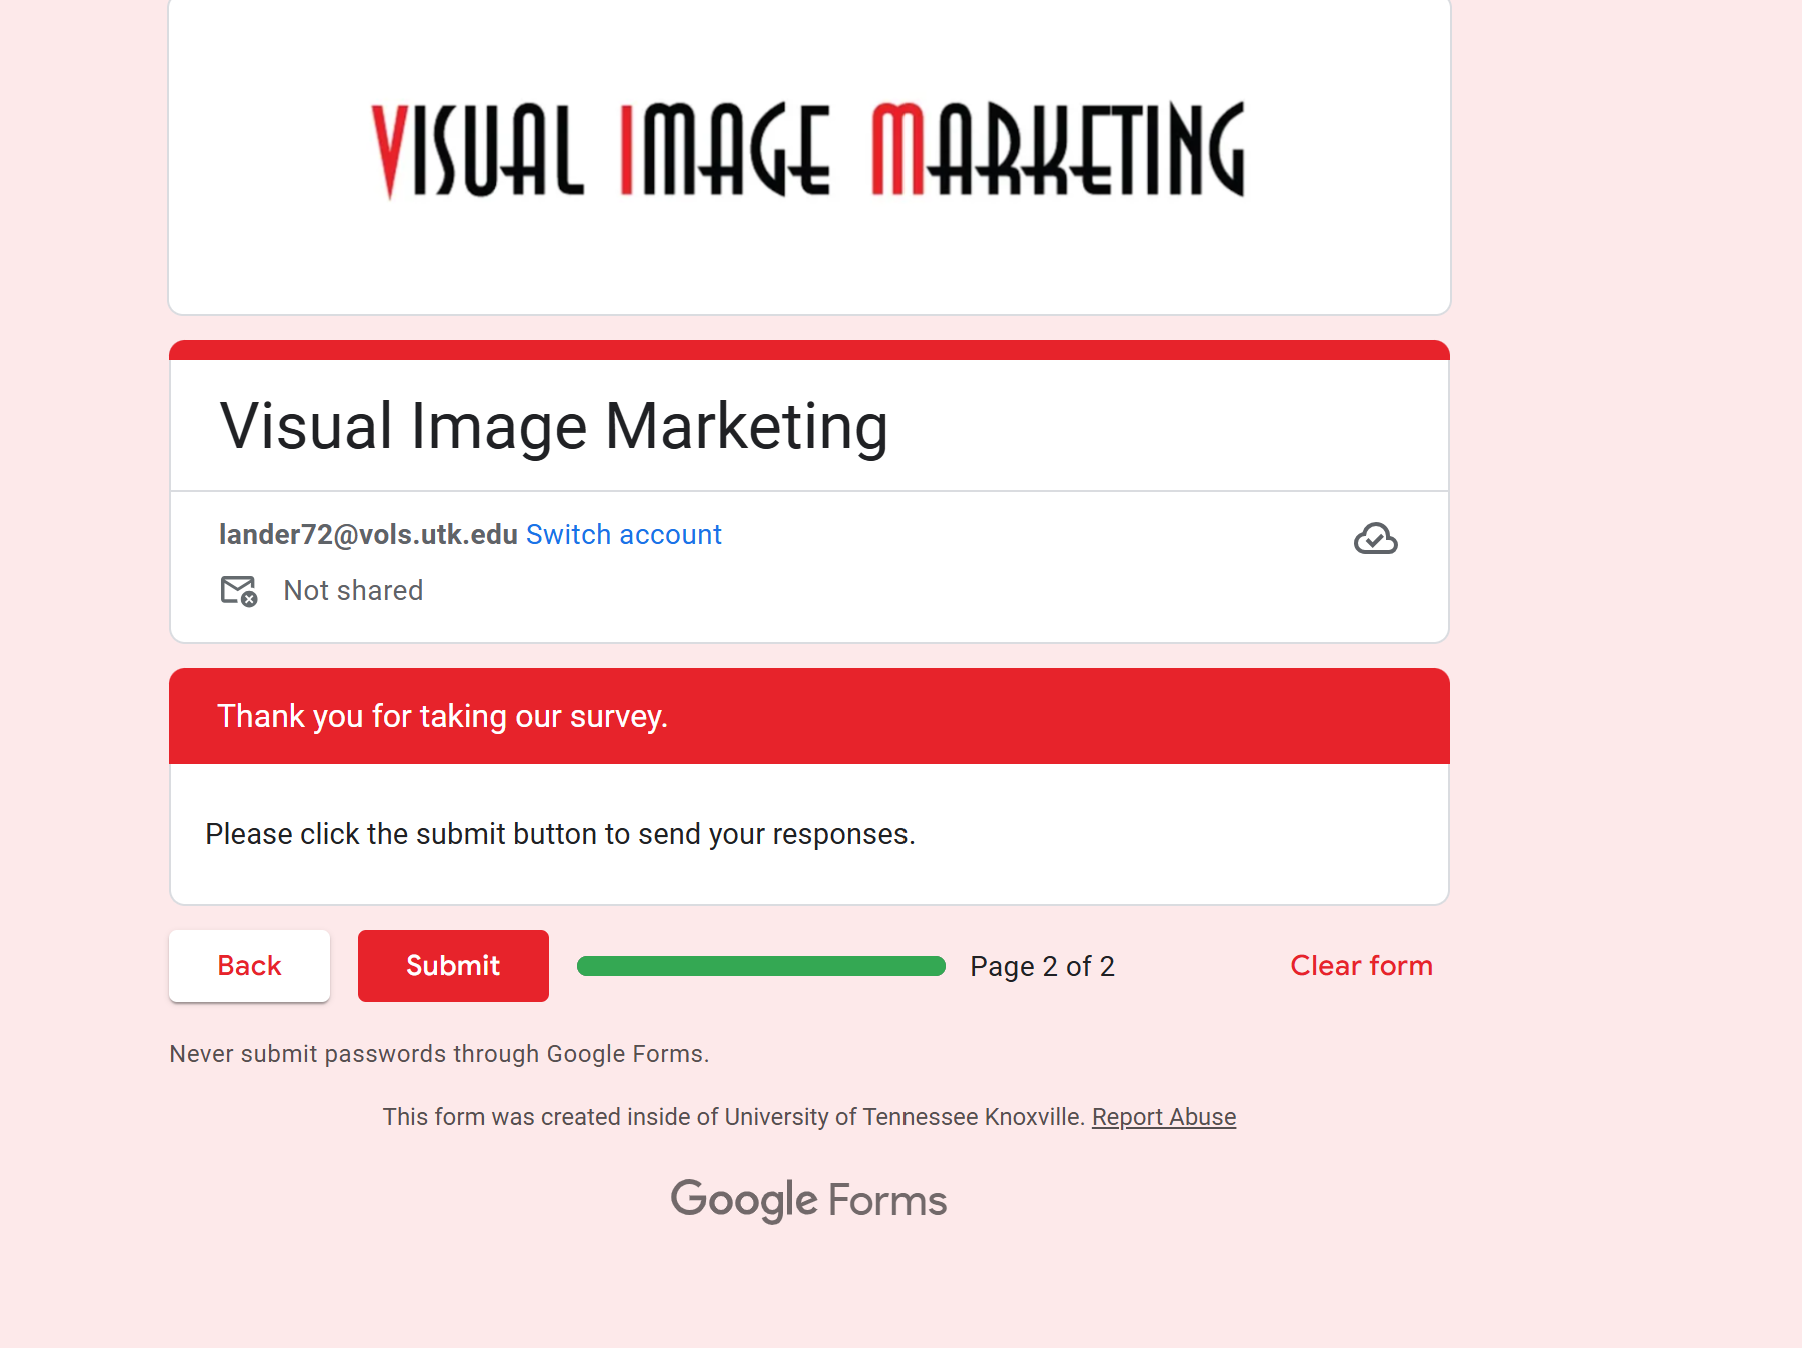 VISUAL IMAGE MARKETING
Visual Image Marketing
lander72@vols.utk.edu Switch account
Not shared
Thank you for taking our survey.
Please click the submit button to send your responses.
Back Submit Page 2 of 2 Clear form
Never submit passwords through Google Forms.
This form was created inside of University of Tennessee Knoxville. Report Abuse
Google Forms